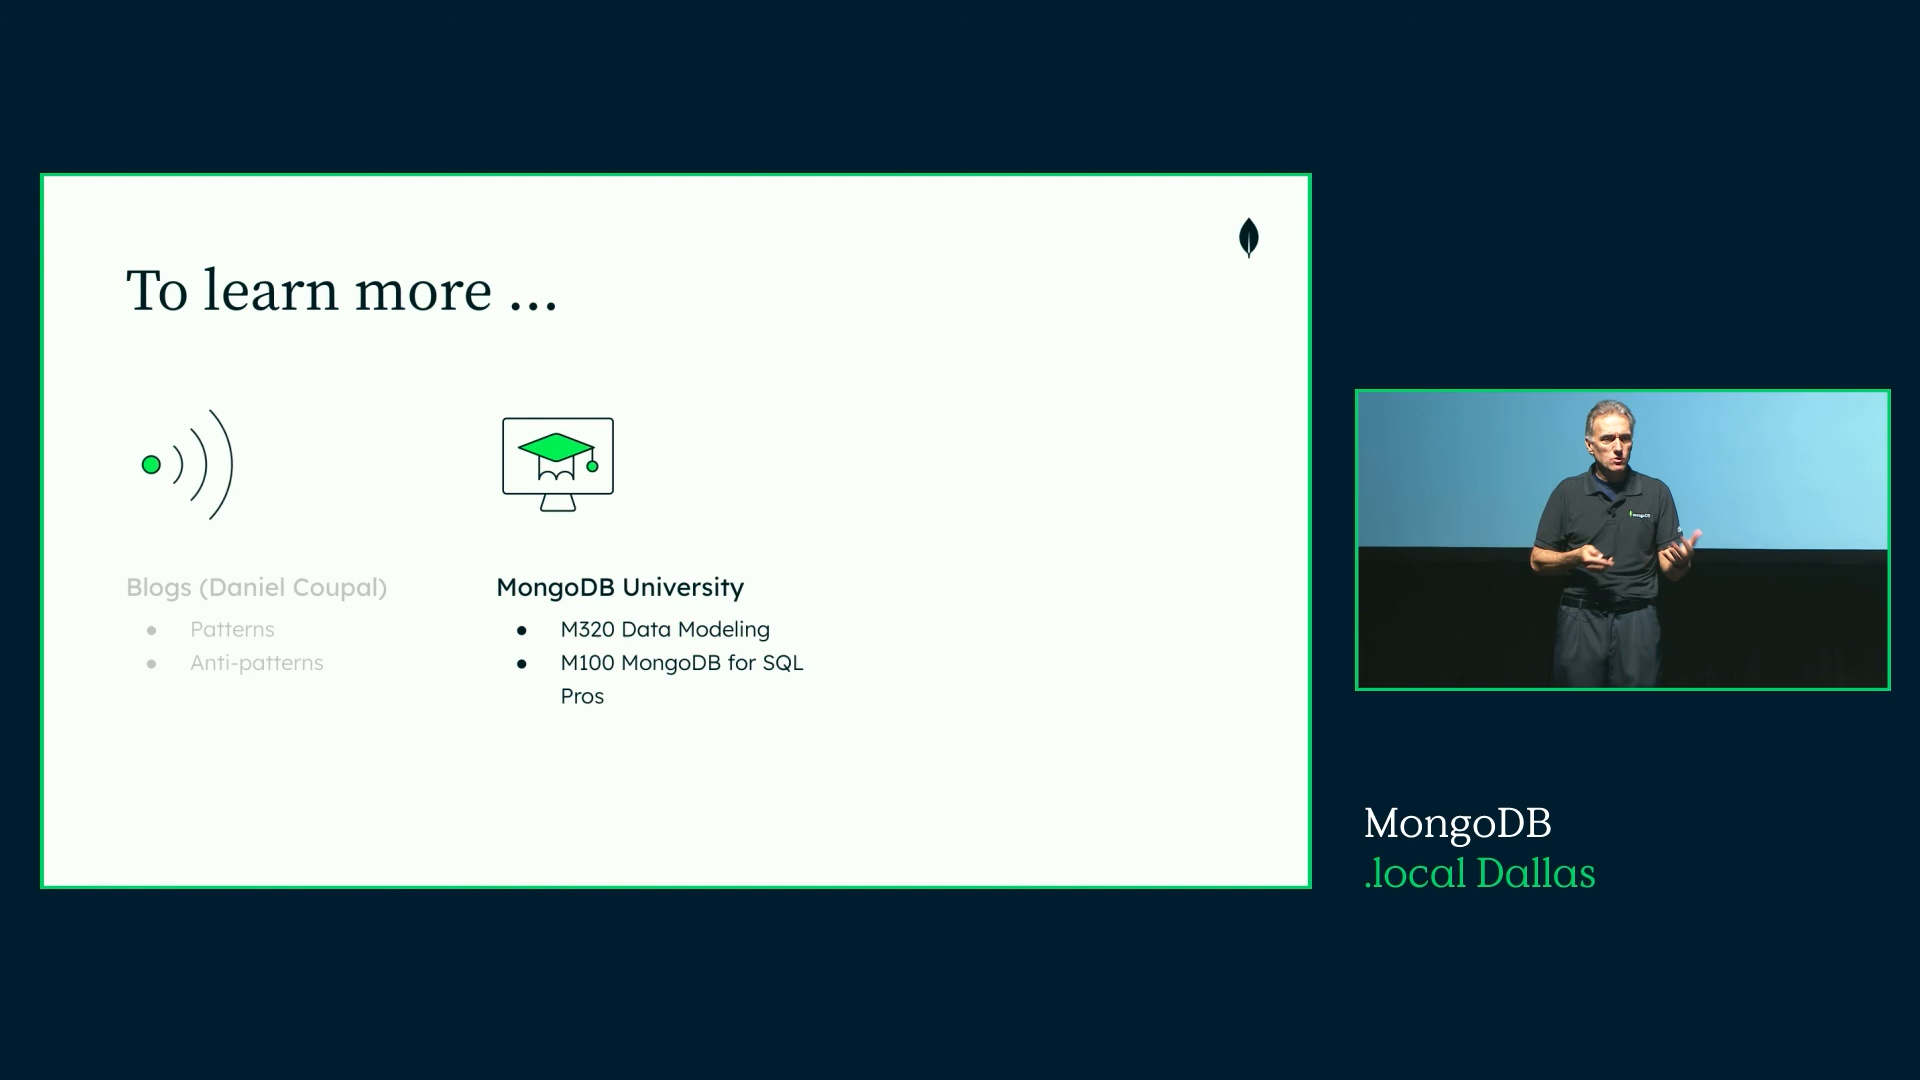 To learn more ...
Blogs (Daniel Coupal)
● Patterns
● Anti-patterns
MongoDB University
● M320 Data Modeling
● M100 MongoDB for SQL
Pros
MongoDB
MongoDB
.local Dallas